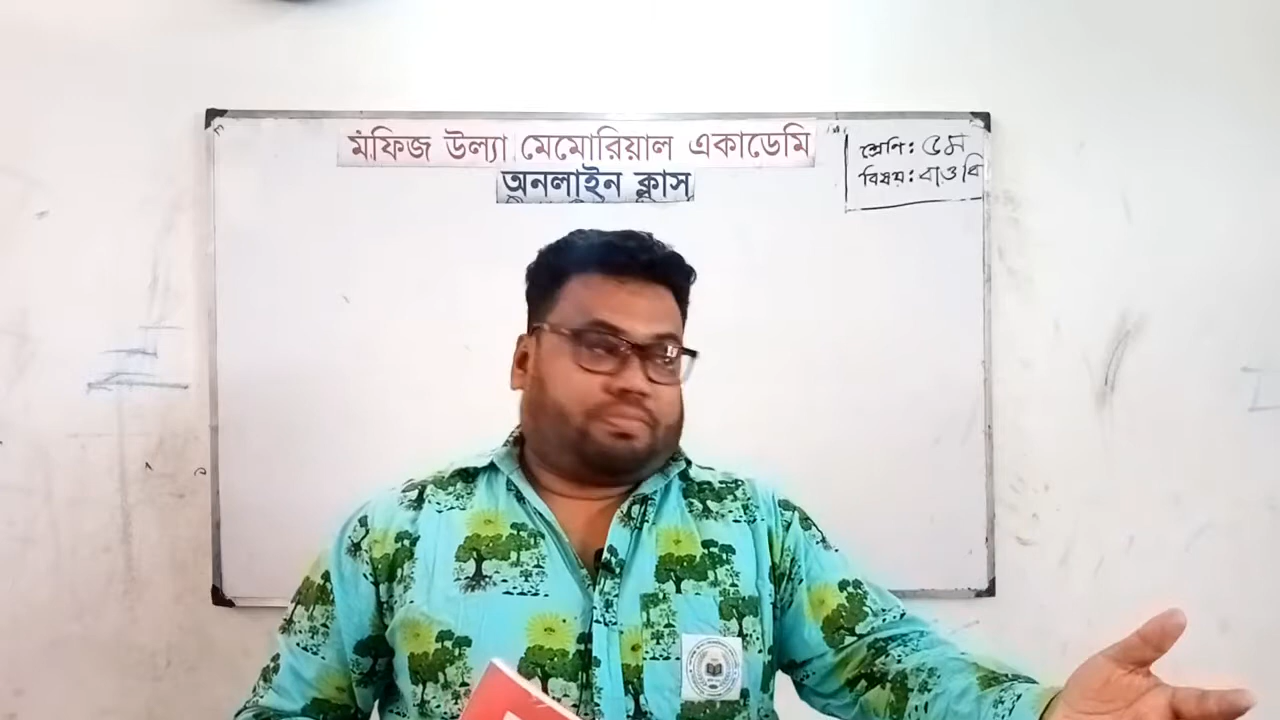 মফিজ উল্যা মেমোরিয়াল একাডেমি
অনলাইন ক্লাস
শ্রেণি: ৫ম
বিষয়: বাওবি